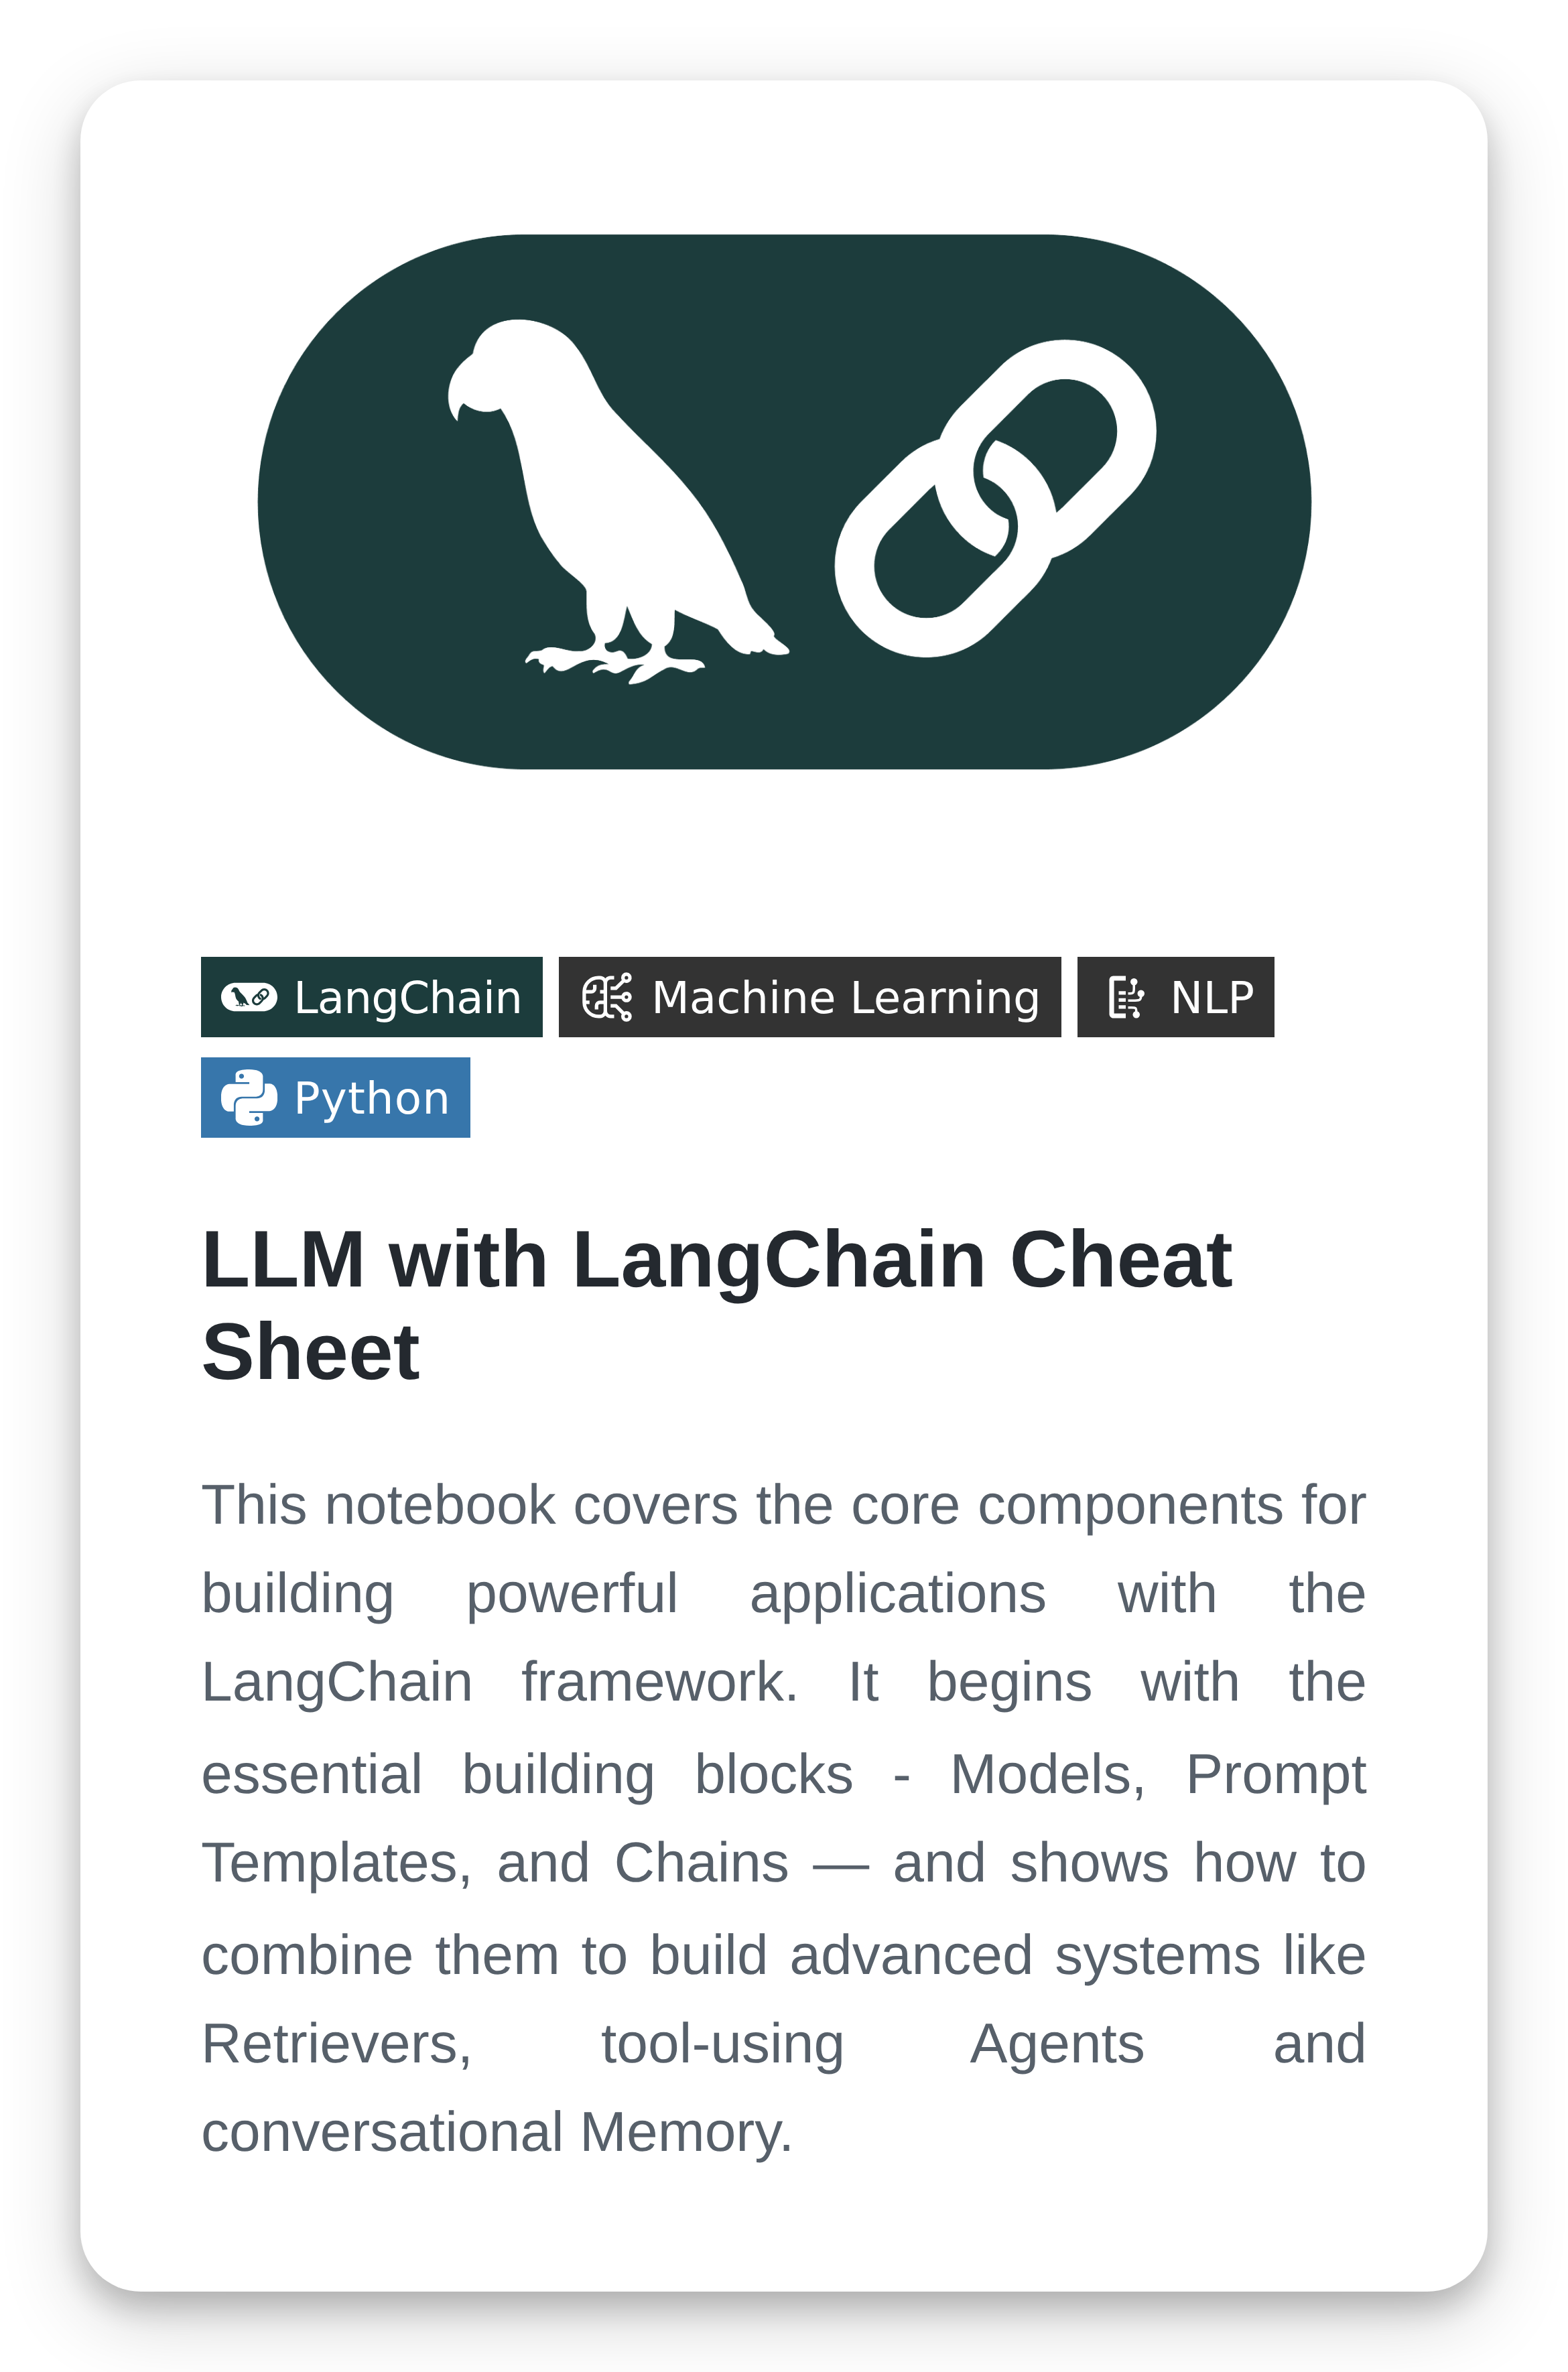 LangChain Machine Learning NLP
Python
LLM with LangChain Cheat
Sheet
This notebook covers the core components for
building powerful applications with the
LangChain framework. It begins with the
essential building blocks - Models, Prompt
Templates, and Chains — and shows how to
combine them to build advanced systems like
Retrievers, tool-using Agents and
conversational Memory.